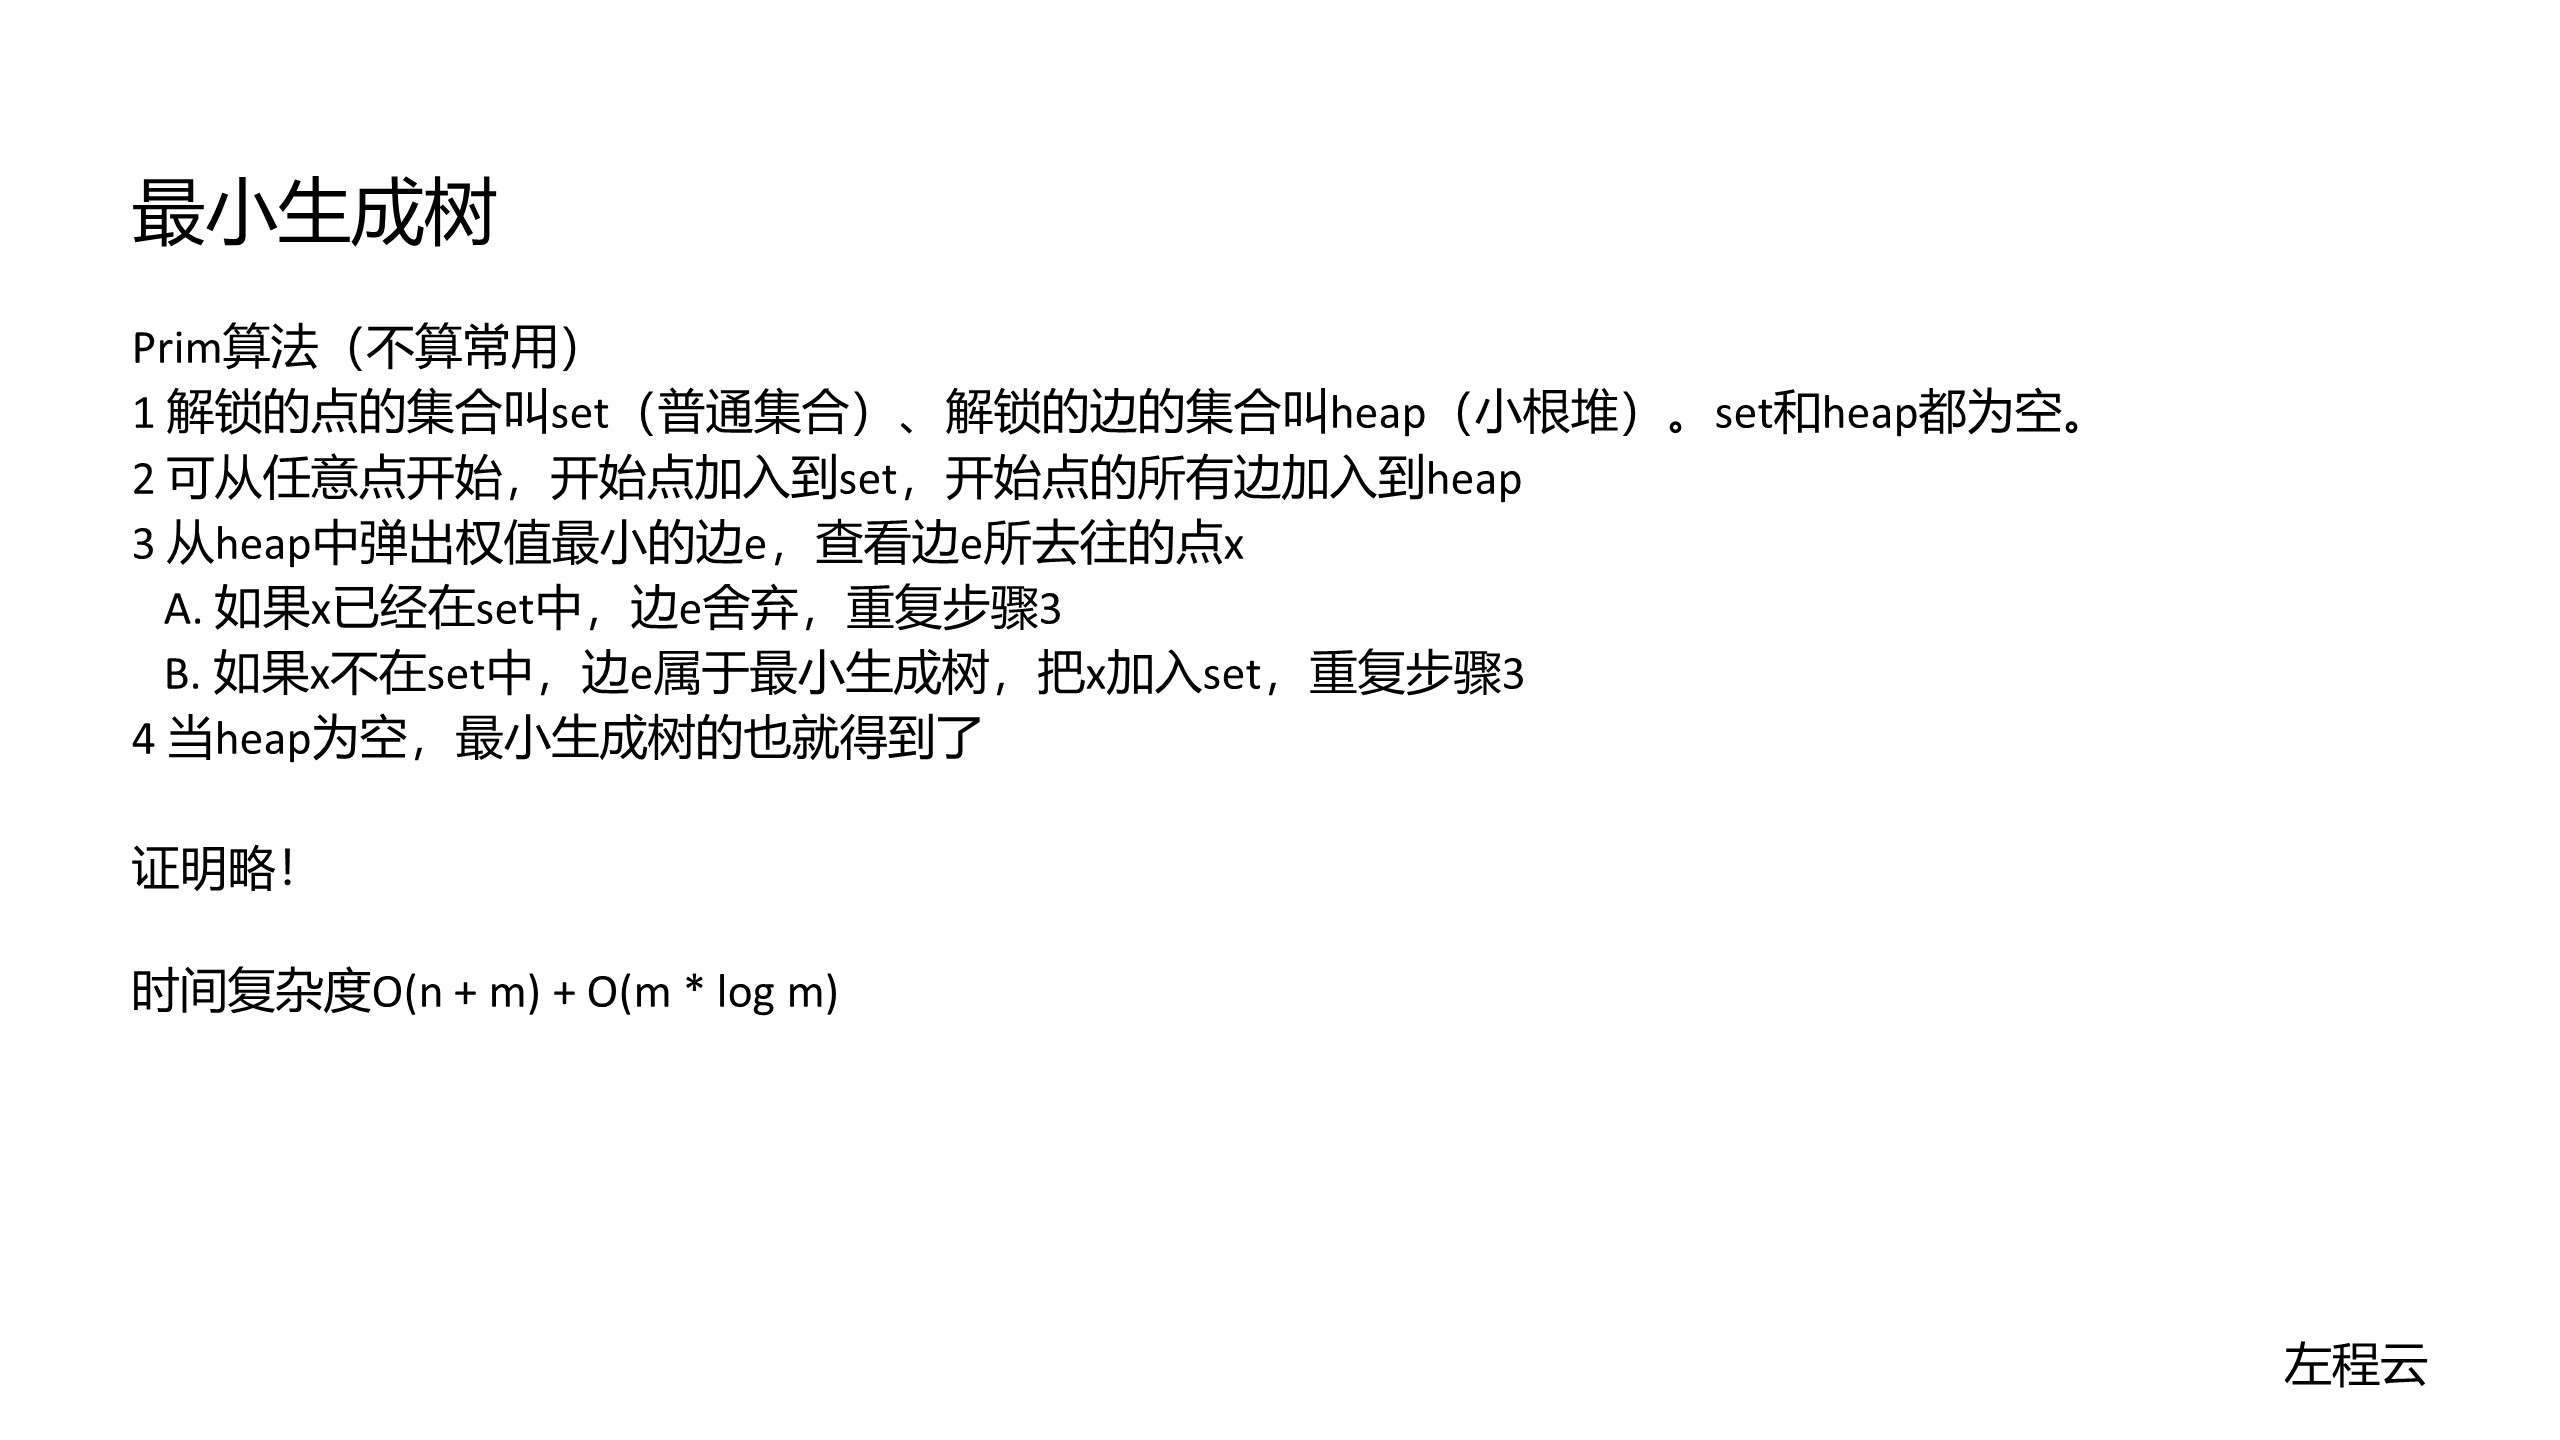 最小生成树
Prim算法（不算常用）
1 解锁的点的集合叫set（普通集合）、解锁的边的集合叫heap（小根堆）。set和heap都为空。
2 可从任意点开始，开始点加入到set，开始点的所有边加入到heap
3 从heap中弹出权值最小的边e，查看边e所去往的点x
A. 如果x已经在set中，边e舍弃，重复步骤3
B. 如果x不在set中，边e属于最小生成树，把x加入set，重复步骤3
4 当heap为空，最小生成树的也就得到了
证明略！
时间复杂度O(n + m) + O(m * log m)
左程云